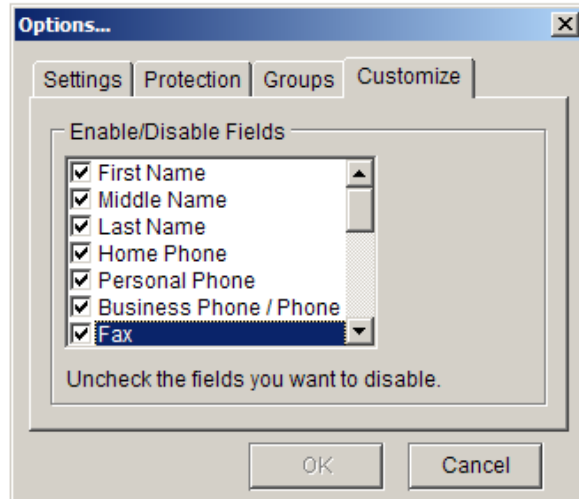 Options...
Settings Protection Groups Customize
Enable/Disable Fields
First Name
Middle Name
Last Name
Home Phone
Personal Phone
Business Phone / Phone
Fax
Uncheck the fields you want to disable.
OK Cancel